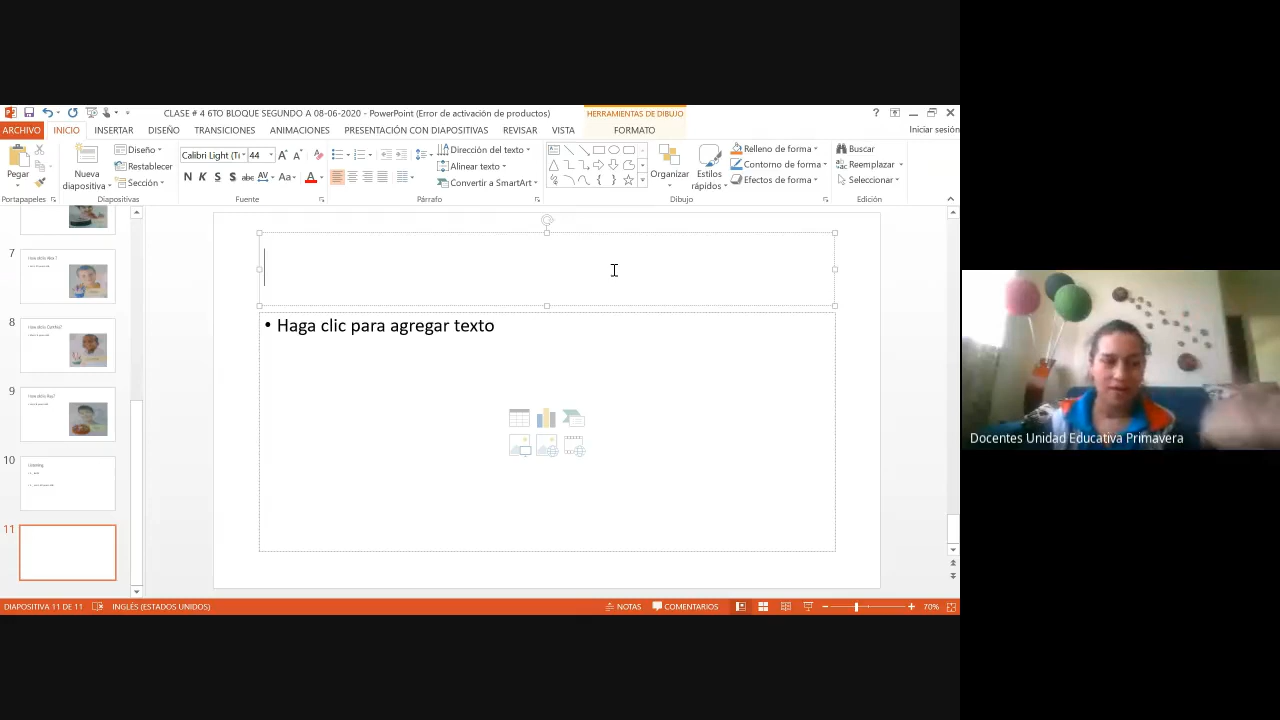 CLASE # 4 6TO BLOQUE SEGUNDO A 08-06-2020 - PowerPoint (Error de activación de productos)
HERRAMIENTAS DE DIBUJO
?
ARCHIVO INICIO INSERTAR DISEÑO TRANSICIONES ANIMACIONES PRESENTACIÓN CON DIAPOSITIVAS REVISAR VISTA FORMATO
Iniciar sesión
Pegar
Nueva diapositiva
Diseño
Restablecer
Sección
Calibri Light (Tí 44
N K S S abc AV Aa A
Dirección del texto
Alinear texto
Convertir a SmartArt
Organizar
Estilos rápidos
Relleno de forma
Contorno de forma
Efectos de forma
Buscar
Reemplazar
Seleccionar
Portapapeles Diapositivas Fuente Párrafo Dibujo Edición
7
8
9
10
Listening
11
• Haga clic para agregar texto
DIAPOSITIVA 11 DE 11 INGLÉS (ESTADOS UNIDOS) NOTAS COMENTARIOS 70%
Docentes Unidad Educativa Primavera